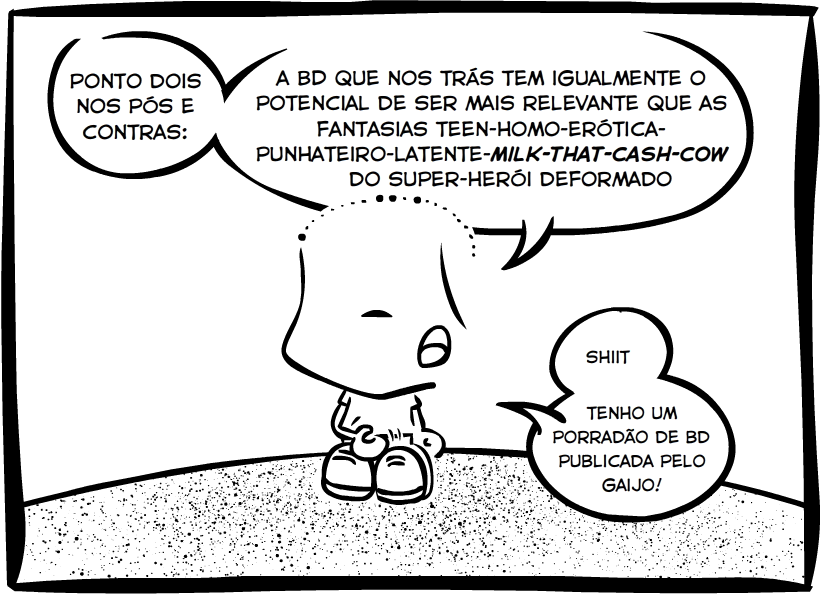 PONTO DOIS
NOS PÓS E
CONTRAS:
A BD QUE NOS TRÁS TEM IGUALMENTE O
POTENCIAL DE SER MAIS RELEVANTE QUE AS
FANTASIAS TEEN-HOMO-ERÓTICA-
PUNHATEIRO-LATENTE-MILK-THAT-CASH-COW
DO SUPER-HERÓI DEFORMADO
SHIIT
TENHO UM
PORRADÃO DE BD
PUBLICADA PELO
GAIJO!